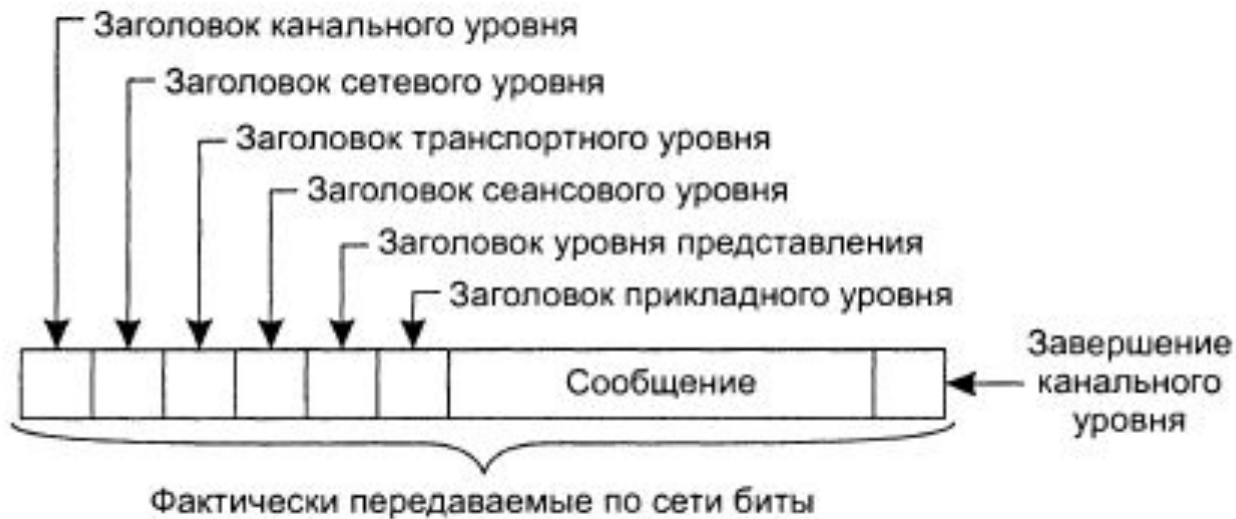 Заголовок канального уровня
Заголовок сетевого уровня
Заголовок транспортного уровня
Заголовок сеансового уровня
Заголовок уровня представления
Заголовок прикладного уровня
Сообщение
Завершение
канального
уровня
Фактически передаваемые по сети биты